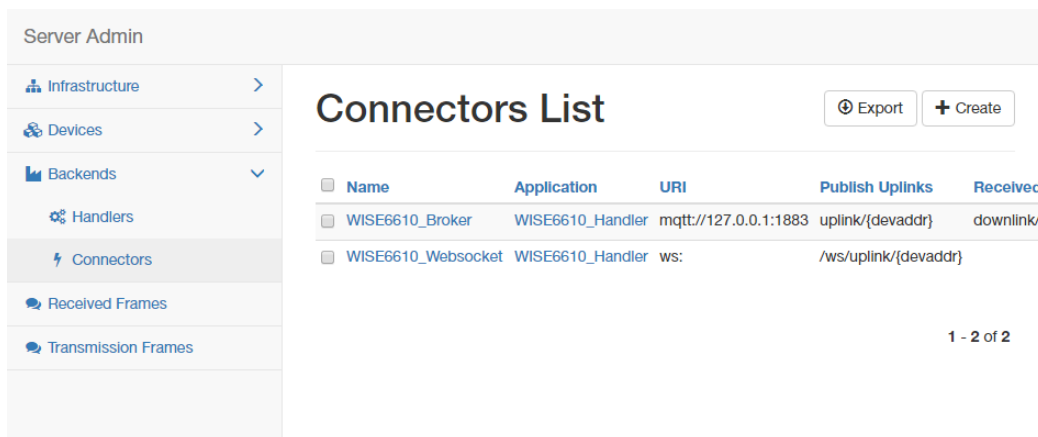 Server Admin
Infrastructure
Devices
Backends
Handlers
Connectors
Received Frames
Transmission Frames
Connectors List
Export
Create
Name Application URI Publish Uplinks Received
WISE6610_Broker WISE6610_Handler mqtt://127.0.0.1:1883 uplink/{devaddr} downlink/
WISE6610_Websocket WISE6610_Handler ws: /ws/uplink/{devaddr}
1 - 2 of 2